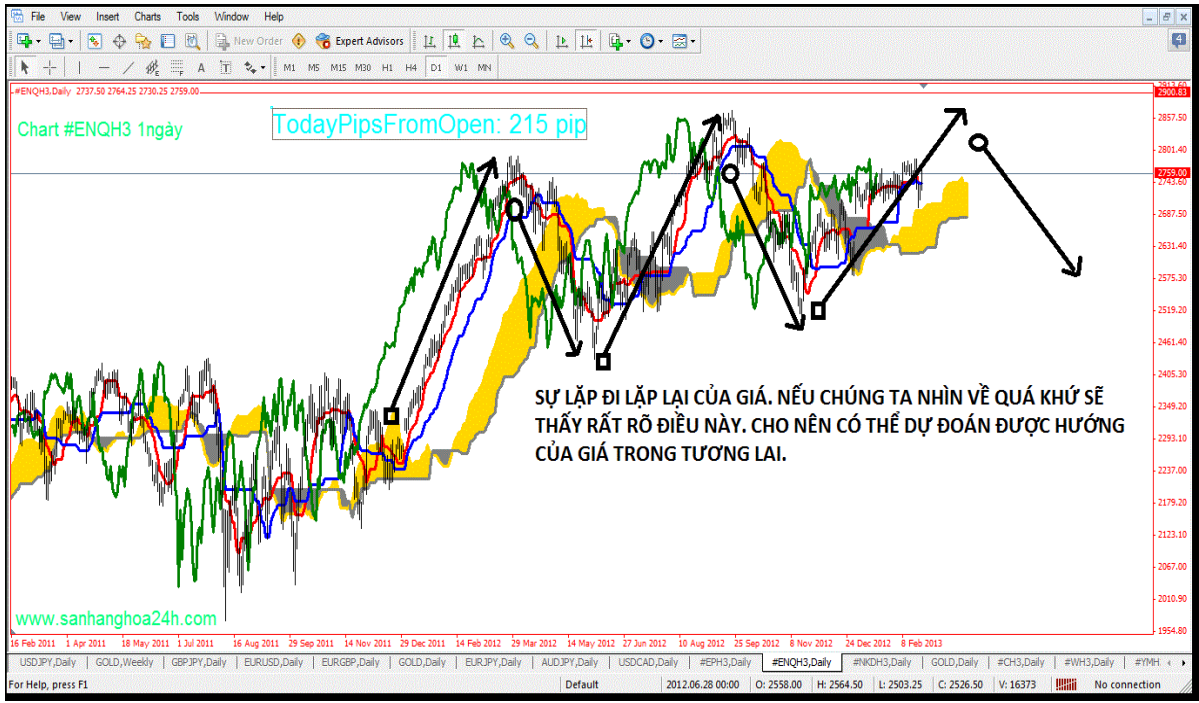 File View Insert Charts Tools Window Help
New Order Expert Advisors
4
A T M1 M5 M15 M30 H1 H4 D1 W1 MN
#ENQH3,Daily 2737.50 2764.25 2730.25 2759.00
Chart #ENQH3 1ngày
TodayPipsFromOpen: 215 pip
2900.83
2857.50
2801.40
2759.00
2743.60
2687.50
2631.40
2575.30
2519.20
2461.40
2405.30
2349.20
2293.10
2237.00
2179.20
2123.10
2067.00
2010.90
1954.80
SỰ LẶP ĐI LẶP LẠI CỦA GIÁ. NẾU CHÚNG TA NHÌN VỀ QUÁ KHỨ SẼ
THẤY RẤT RÕ ĐIỀU NÀY. CHO NÊN CÓ THỂ DỰ ĐOÁN ĐƯỢC HƯỚNG
CỦA GIÁ TRONG TƯƠNG LAI.
www.sanhanghoa24h.com
16 Feb 2011 1 Apr 2011 18 May 2011 1 Jul 2011 16 Aug 2011 29 Sep 2011 14 Nov 2011 29 Dec 2011 14 Feb 2012 29 Mar 2012 14 May 2012 27 Jun 2012 10 Aug 2012 25 Sep 2012 8 Nov 2012 24 Dec 2012 8 Feb 2013
USDJPY,Daily GOLD,Weekly GBPJPY,Daily EURUSD,Daily EURGBP,Daily GOLD,Daily EURJPY,Daily AUDJPY,Daily USDCAD,Daily #EPH3,Daily #ENQH3,Daily #NKDH3,Daily GOLD,Daily #CH3,Daily #WH3,Daily #YMH
For Help, press F1 Default 2012.06.28 00:00 O: 2558.00 H: 2564.50 L: 2503.25 C: 2526.50 V: 16373 No connection